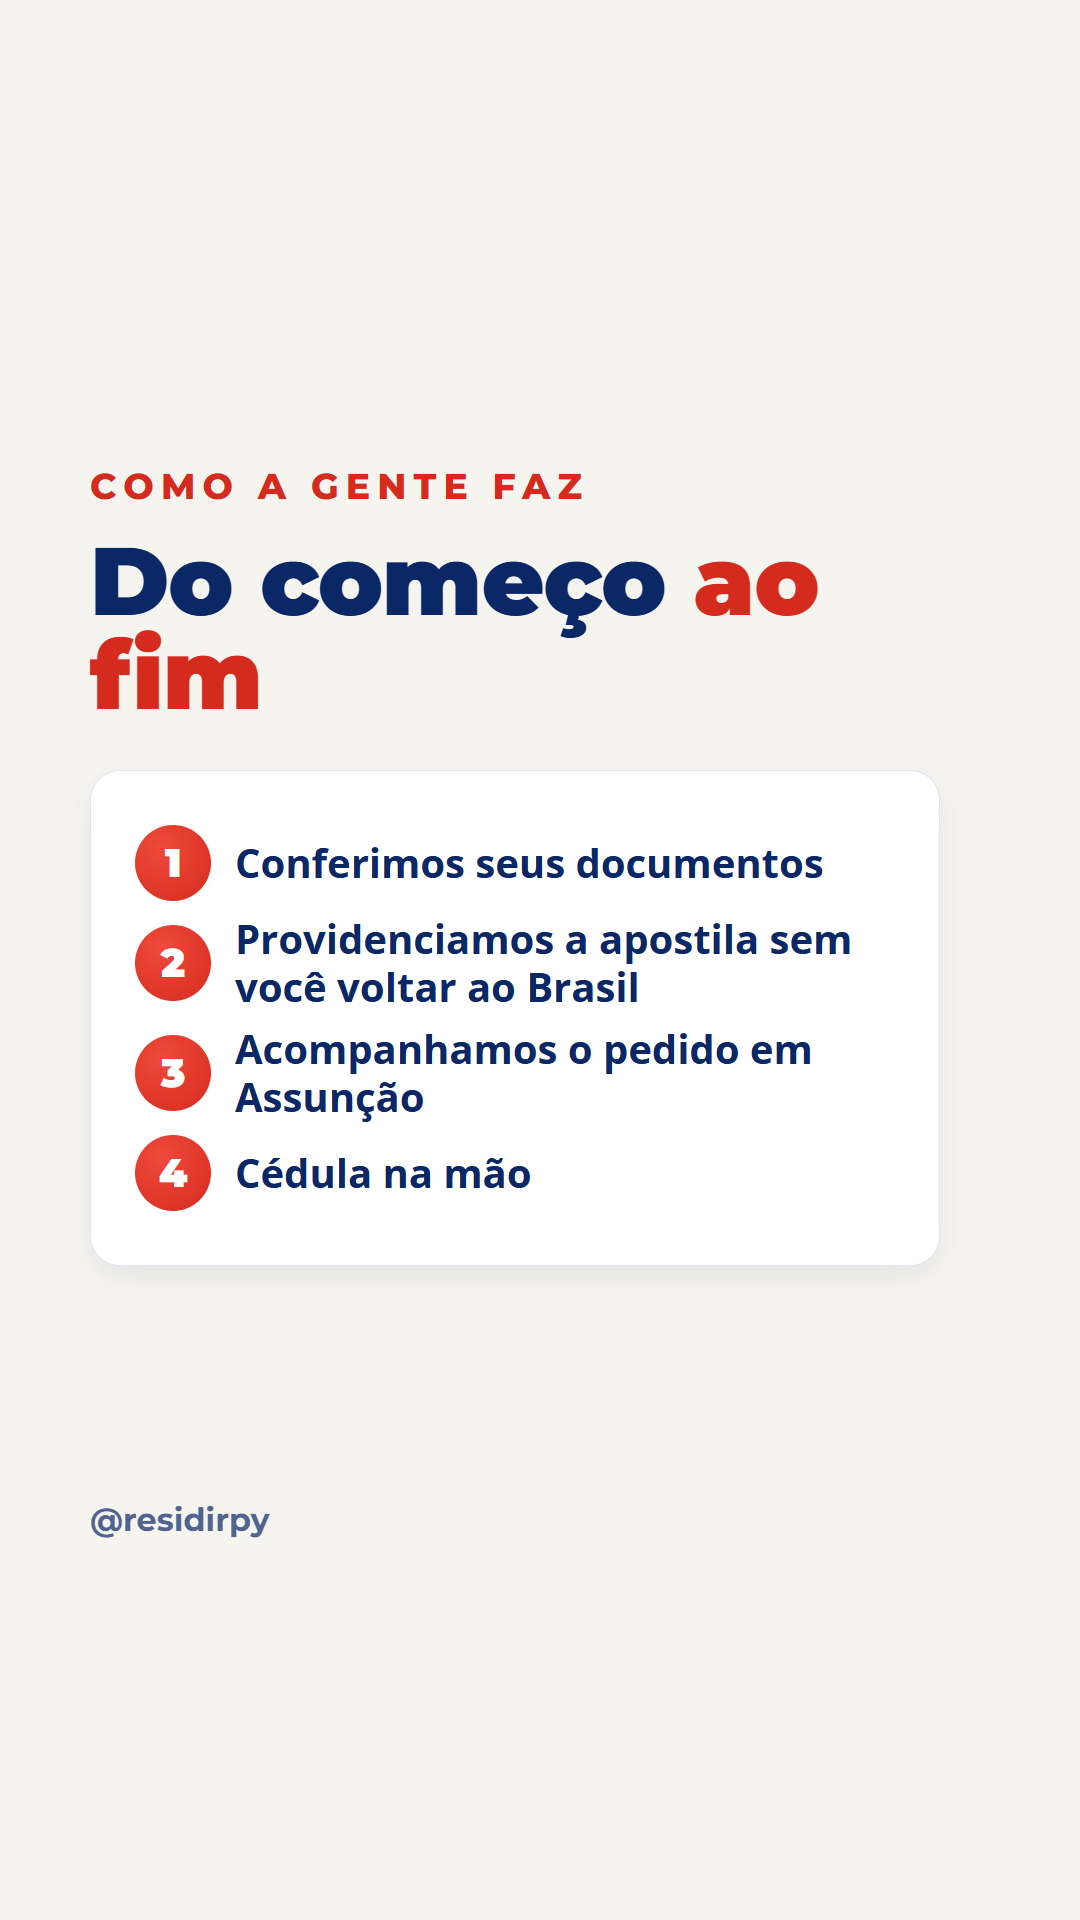 COMO A GENTE FAZ
Do começo ao
fim
1 Conferimos seus documentos
2 Providenciamos a apostila sem
você voltar ao Brasil
3 Acompanhamos o pedido em
Assunção
4 Cédula na mão
@residirpy